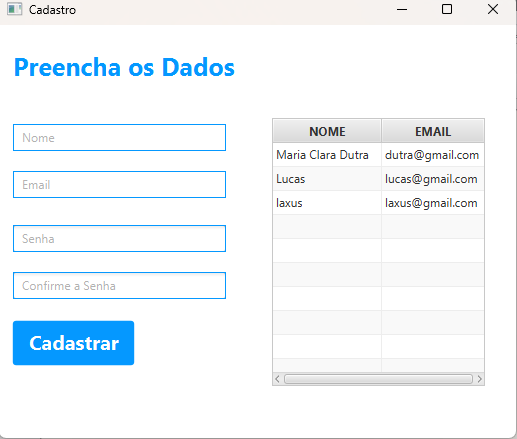 Cadastro
Preencha os Dados
Nome
Email
Senha
Confirme a Senha
Cadastrar
NOME EMAIL
Maria Clara Dutra dutra@gmail.com
Lucas lucas@gmail.com
laxus laxus@gmail.com